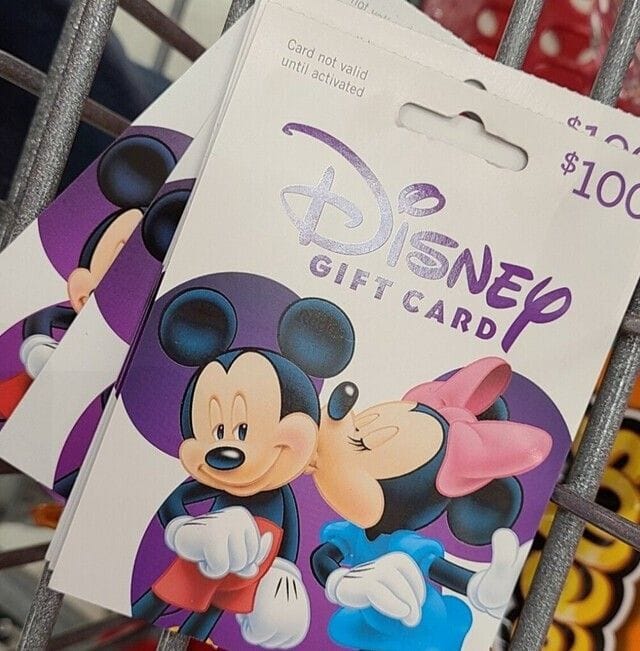 Card not valid
until activated
$100
DISNEY
GIFT CARD